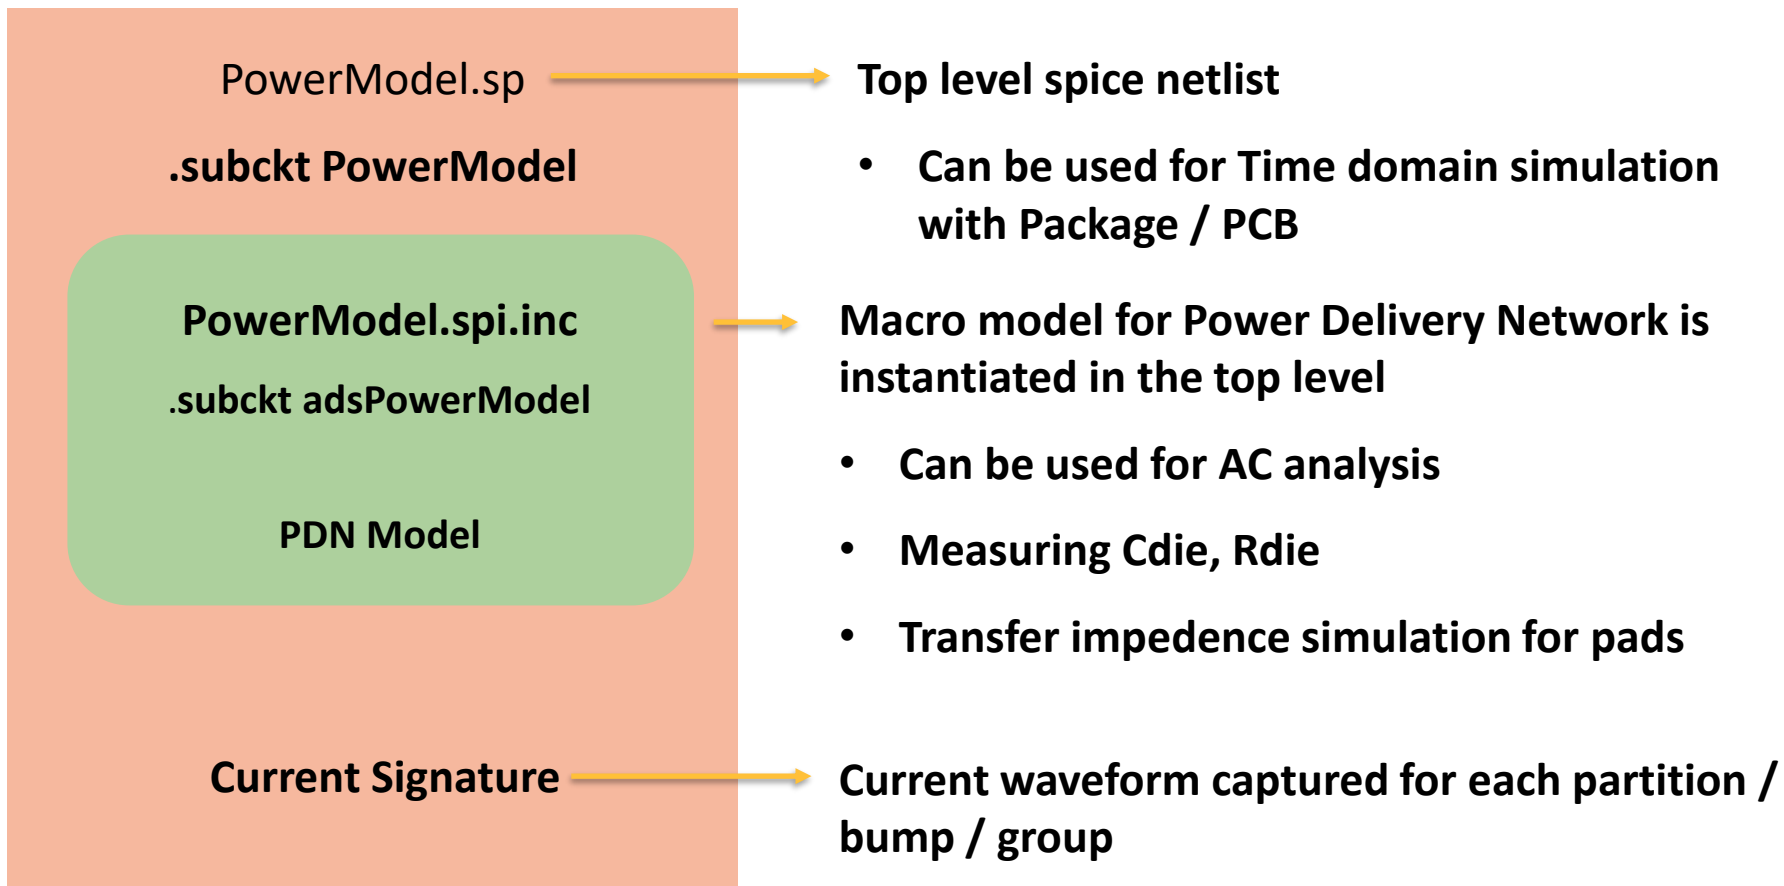 PowerModel.sp
Top level spice netlist
.subckt PowerModel
• Can be used for Time domain simulation
with Package / PCB
PowerModel.spi.inc
Macro model for Power Delivery Network is
instantiated in the top level
.subckt adsPowerModel
• Can be used for AC analysis
PDN Model
• Measuring Cdie, Rdie
• Transfer impedence simulation for pads
Current Signature
Current waveform captured for each partition /
bump / group